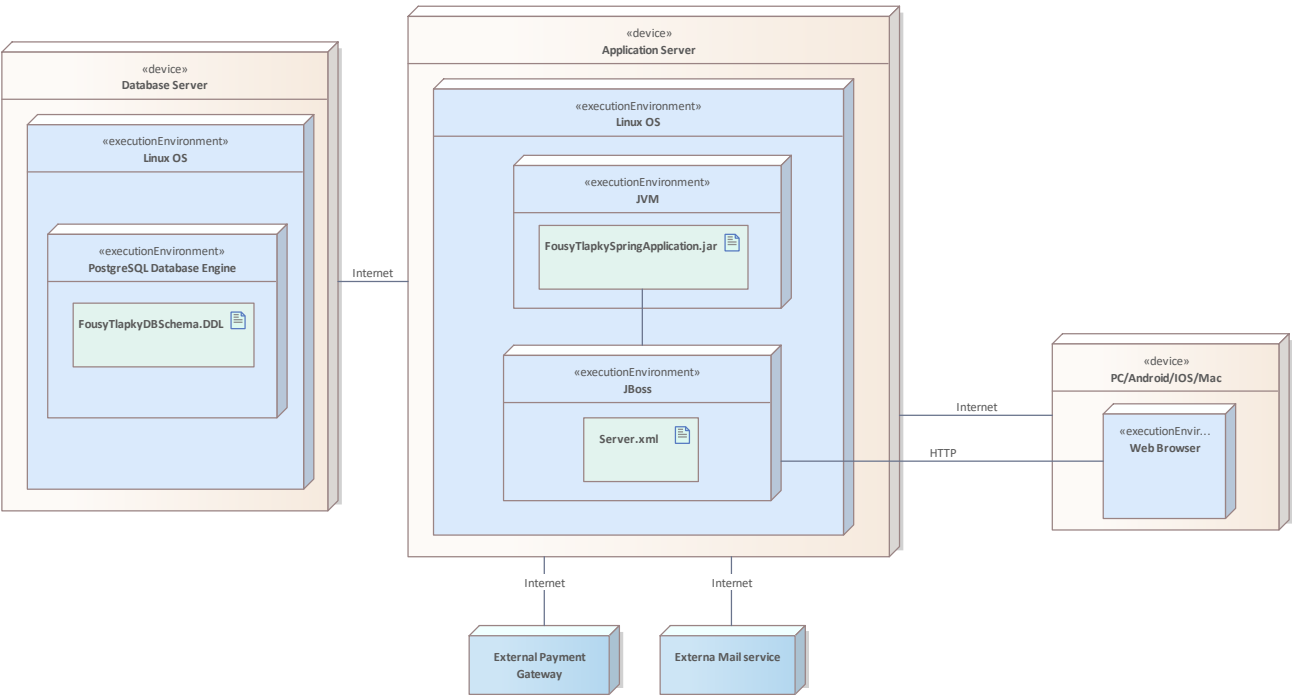 «device»
Database Server
«executionEnvironment»
Linux OS
«executionEnvironment»
PostgreSQL Database Engine
FousyTlapkyDBSchema.DDL
Internet
«device»
Application Server
«executionEnvironment»
Linux OS
«executionEnvironment»
JVM
FousyTlapkySpringApplication.jar
«executionEnvironment»
JBoss
Server.xml
Internet
HTTP
«device»
PC/Android/IOS/Mac
«executionEnvir...
Web Browser
Internet
Internet
External Payment
Gateway
Externa Mail service